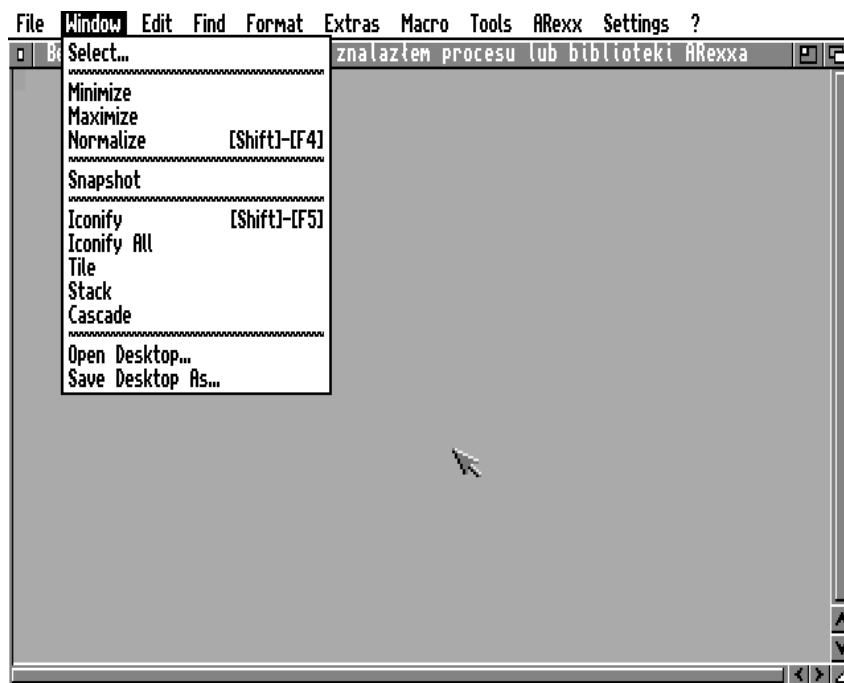 File Window Edit Find Format Extras Macro Tools ARexx Settings ?
znalazłem procesu lub biblioteki ARexxa
Select...
Minimize
Maximize
Normalize [Shift]-[F4]
Snapshot
Iconify [Shift]-[F5]
Iconify All
Tile
Stack
Cascade
Open Desktop...
Save Desktop As...